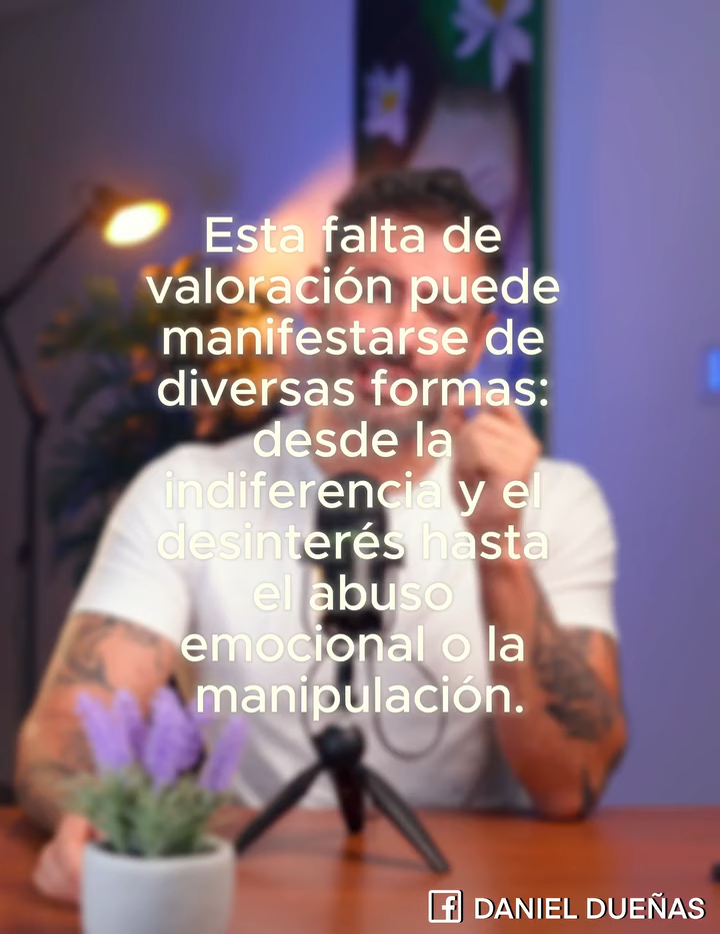 Esta falta de
valoración puede
manifestarse de
diversas formas:
desde la
indiferencia y el
desinterés hasta
el abuso
emocional o la
manipulación.
DANIEL DUEÑAS